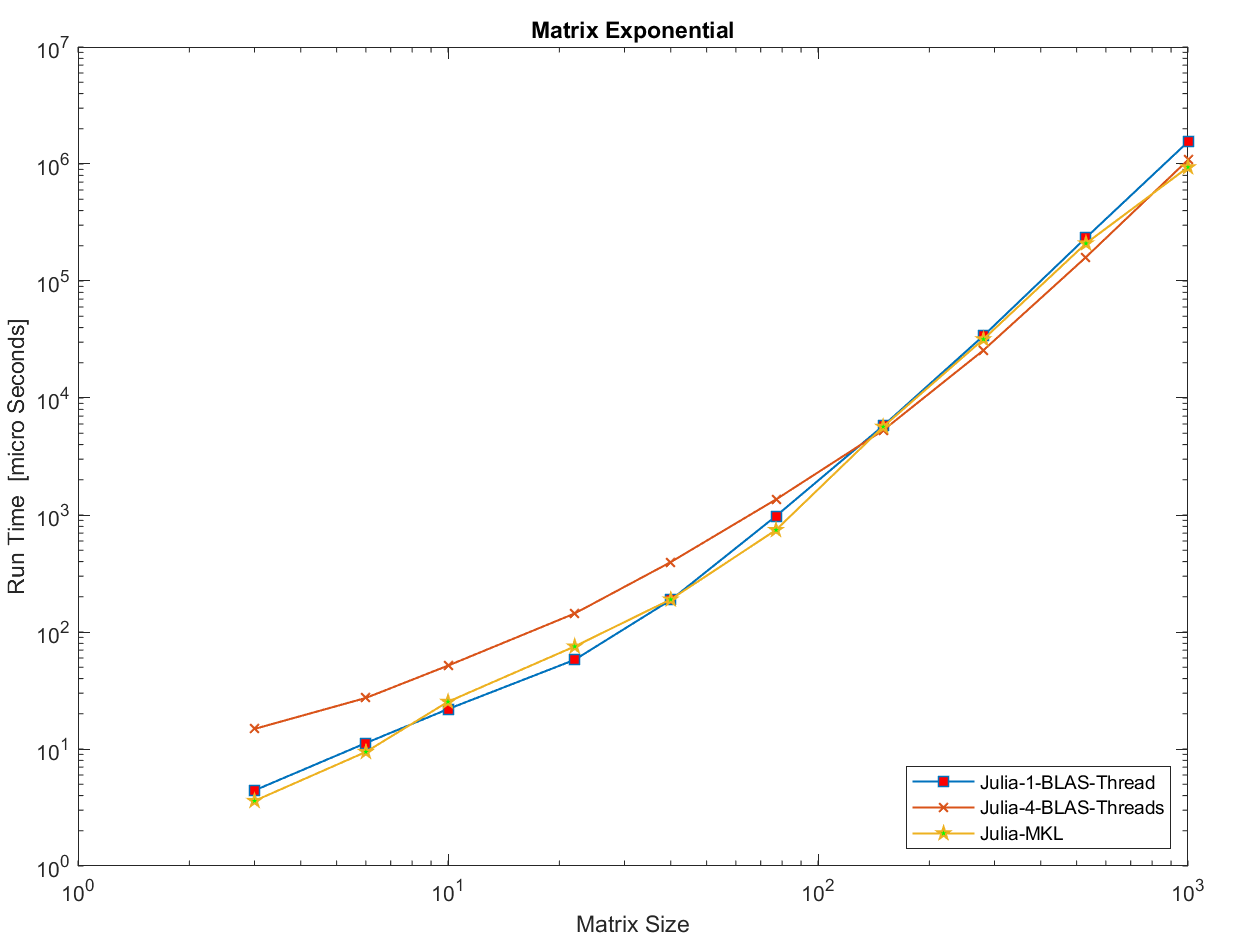 Matrix Exponential
10^7
10^6
10^5
10^4
10^3
10^2
10^1
10^0
Run Time [micro Seconds]
10^0 10^1 10^2 10^3
Matrix Size
Julia-1-BLAS-Thread
Julia-4-BLAS-Threads
Julia-MKL